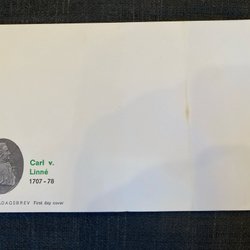 Carl v.
Linné
1707-78
DAGSBREV First day cover